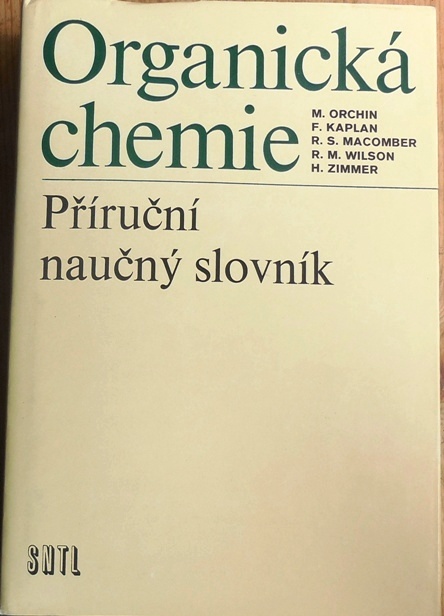 Organická
chemie
M. ORCHIN
F. KAPLAN
R. S. MACOMBER
R. M. WILSON
H. ZIMMER
Příruční
naučný slovník
SNTL